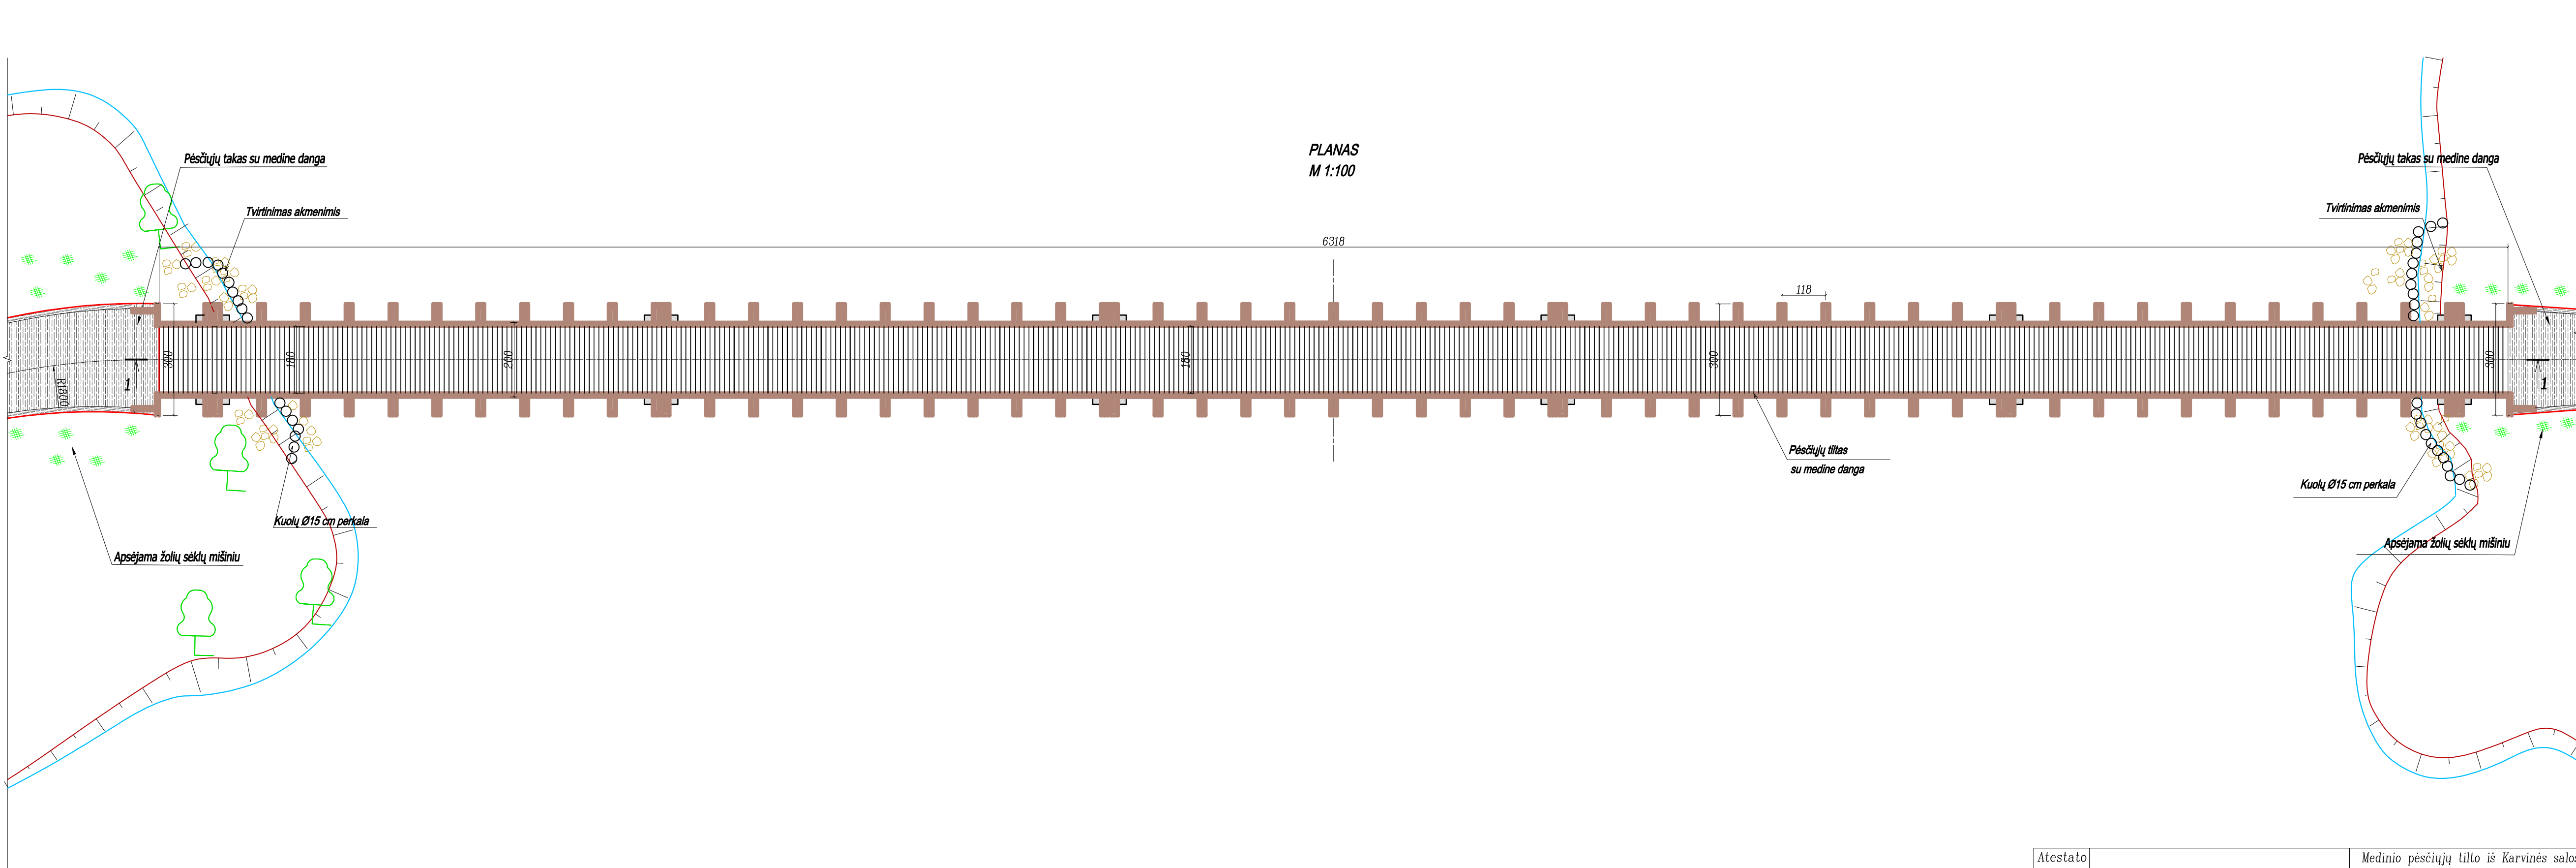 PLANAS
M 1:100
Pėsčiųjų takas su medine danga
Pėsčiųjų takas su medine danga
Tvirtinimas akmenimis
Tvirtinimas akmenimis
6318
118
300
180
200
180
300
300
R1600
1
1
Pėsčiųjų tiltas
su medine danga
Kuolų Ø15 cm perkala
Kuolų Ø15 cm perkala
Apsėjama žolių sėklų mišiniu
Apsėjama žolių sėklų mišiniu
Atestato
Medinio pėsčiųjų tilto iš Karvinės